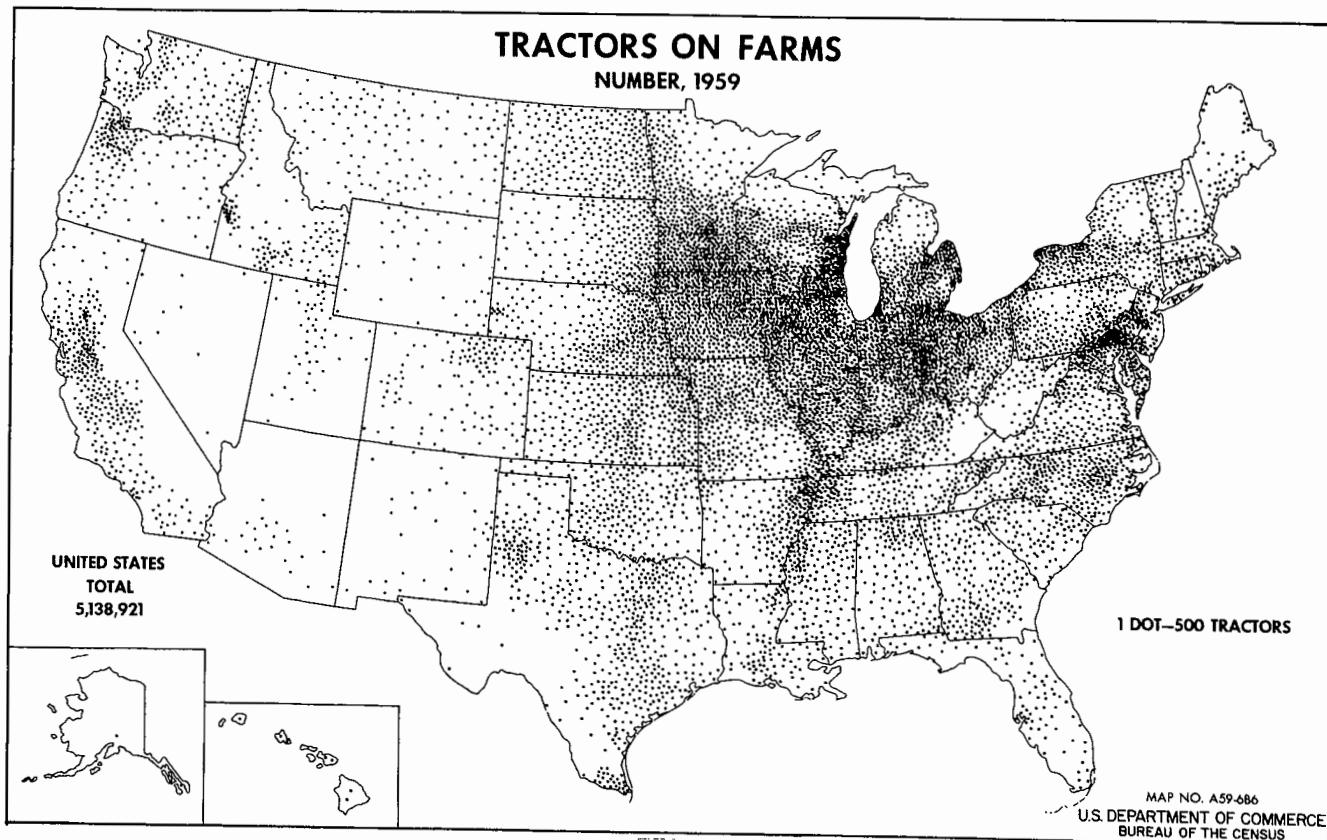 TRACTORS ON FARMS
NUMBER, 1959
UNITED STATES
TOTAL
5,138,921
1 DOT—500 TRACTORS
MAP NO. A59-686
U.S. DEPARTMENT OF COMMERCE
BUREAU OF THE CENSUS